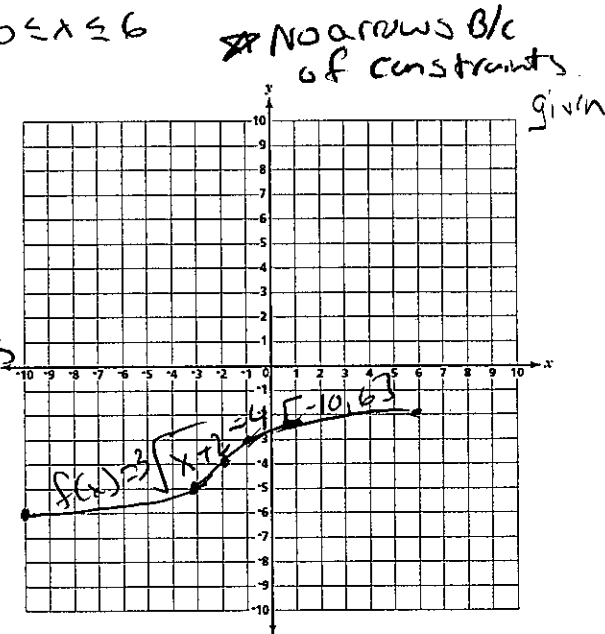 0 ≤ x ≤ 6
☆ No arrows B/c
of constraints
given
y
10
9
8
7
6
5
4
3
2
1
-10 -9 -8 -7 -6 -5 -4 -3 -2 -1 0 1 2 3 4 5 6 7 8 9 10 x
-1
f(x)=³√x+2 -4 [-10,6]
-3
-4
-5
-6
-7
-8
-9
-10